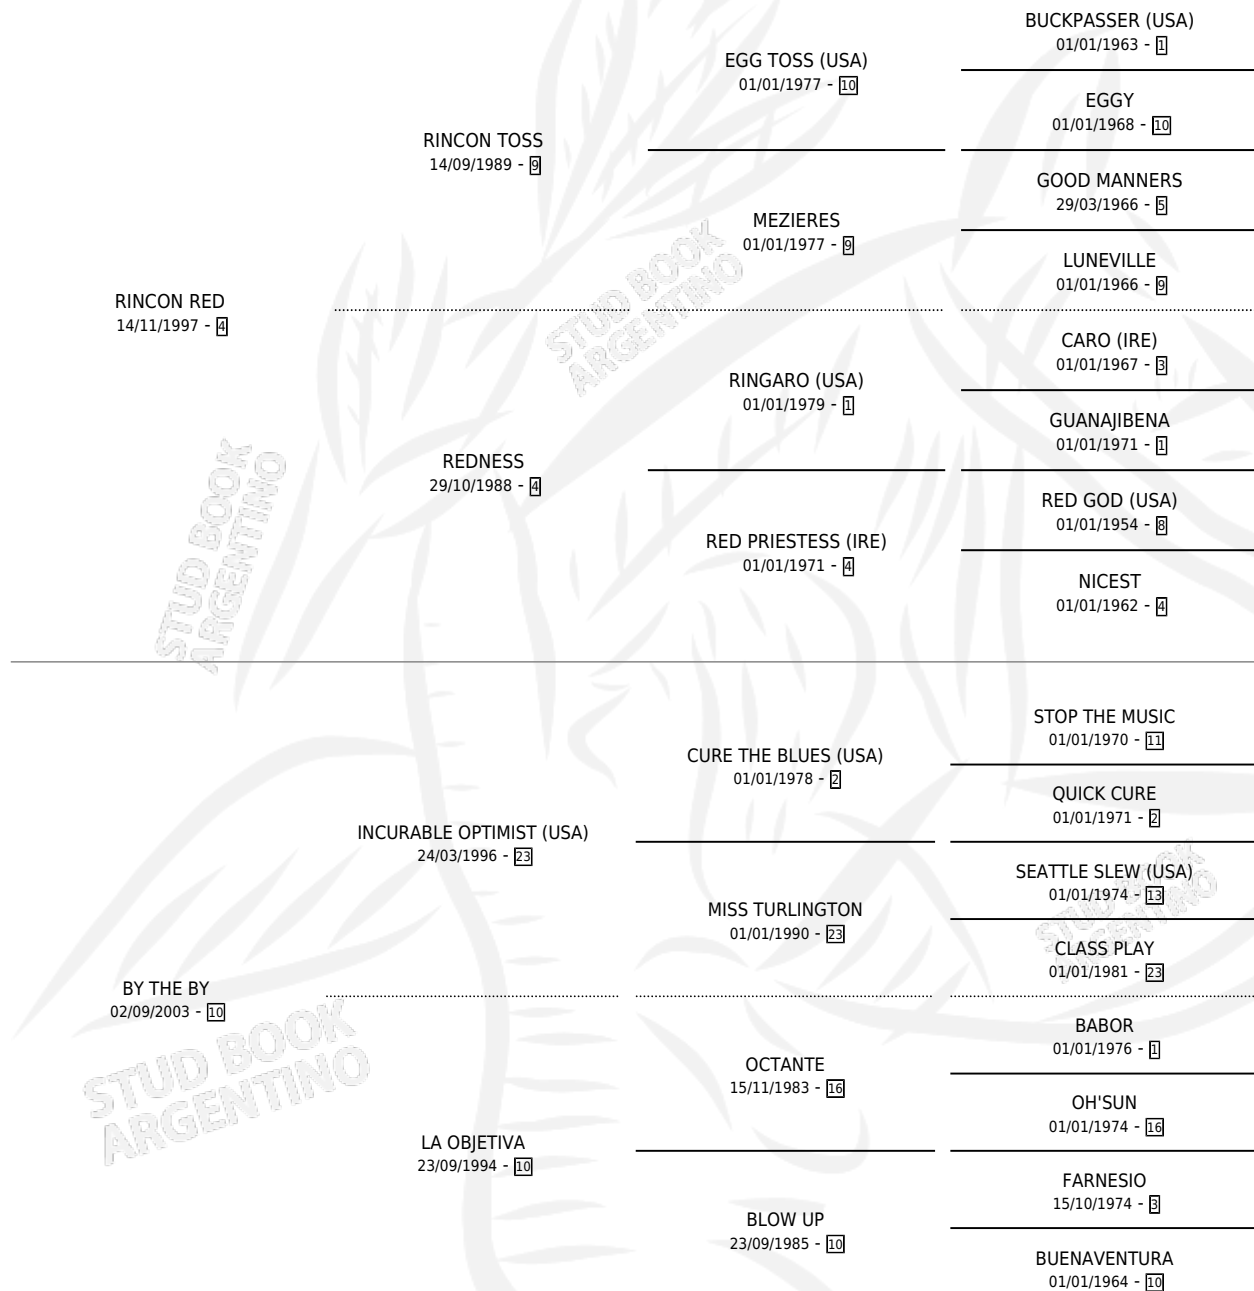 BUCKPASSER (USA)
01/01/1963 - 1
EGG TOSS (USA)
01/01/1977 - 10
EGGY
01/01/1968 - 10
RINCON TOSS
14/09/1989 - 9
GOOD MANNERS
29/03/1966 - 5
MEZIERES
01/01/1977 - 9
LUNEVILLE
01/01/1966 - 9
RINCON RED
14/11/1997 - 4
CARO (IRE)
01/01/1967 - 3
RINGARO (USA)
01/01/1979 - 1
GUANAJIBENA
01/01/1971 - 1
REDNESS
29/10/1988 - 4
RED GOD (USA)
01/01/1954 - 8
RED PRIESTESS (IRE)
01/01/1971 - 4
NICEST
01/01/1962 - 4
STOP THE MUSIC
01/01/1970 - 11
CURE THE BLUES (USA)
01/01/1978 - 2
QUICK CURE
01/01/1971 - 2
INCURABLE OPTIMIST (USA)
24/03/1996 - 23
SEATTLE SLEW (USA)
01/01/1974 - 13
MISS TURLINGTON
01/01/1990 - 23
CLASS PLAY
01/01/1981 - 23
BY THE BY
02/09/2003 - 10
BABOR
01/01/1976 - 1
OCTANTE
15/11/1983 - 16
OH'SUN
01/01/1974 - 16
LA OBJETIVA
23/09/1994 - 10
FARNESIO
15/10/1974 - 3
BLOW UP
23/09/1985 - 10
BUENAVENTURA
01/01/1964 - 10
STUD BOOK
ARGENTINO
STUD BOOK
ARGENTINO
STUD BOOK
ARGENTINO
STUD BOOK
ARGENTINO